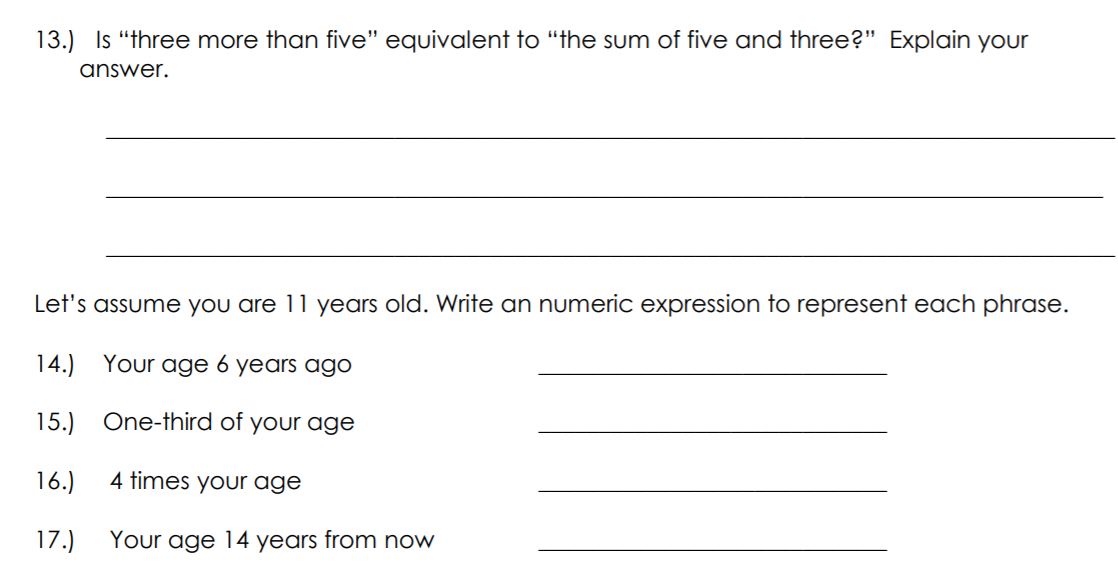 13.) Is “three more than five” equivalent to “the sum of five and three?” Explain your
answer.
Let’s assume you are 11 years old. Write an numeric expression to represent each phrase.
14.) Your age 6 years ago
15.) One-third of your age
16.) 4 times your age
17.) Your age 14 years from now